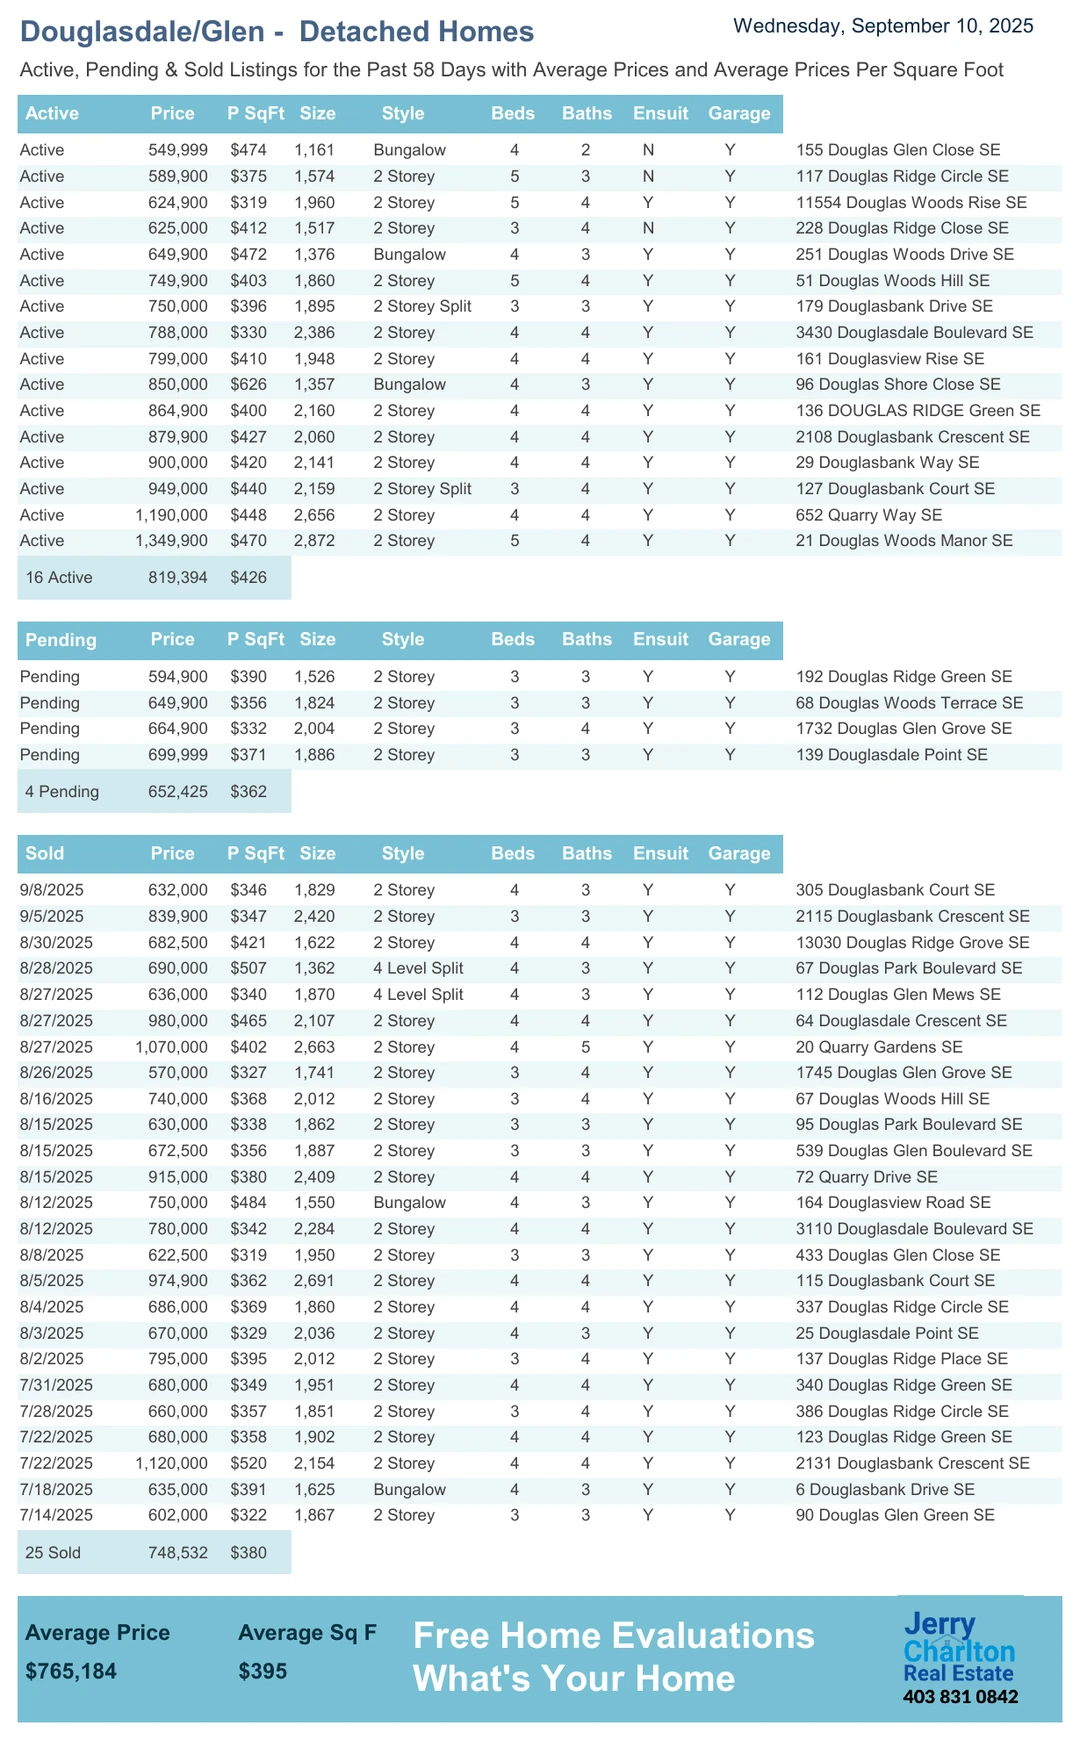 Douglasdale/Glen - Detached Homes Wednesday, September 10, 2025
Active, Pending & Sold Listings for the Past 58 Days with Average Prices and Average Prices Per Square Foot
Active Price P SqFt Size Style Beds Baths Ensuit Garage
Active 549,999 $474 1,161 Bungalow 4 2 N Y 155 Douglas Glen Close SE
Active 589,900 $375 1,574 2 Storey 5 3 N Y 117 Douglas Ridge Circle SE
Active 624,900 $319 1,960 2 Storey 5 4 Y Y 11554 Douglas Woods Rise SE
Active 625,000 $412 1,517 2 Storey 3 4 N Y 228 Douglas Ridge Close SE
Active 649,900 $472 1,376 Bungalow 4 3 Y Y 251 Douglas Woods Drive SE
Active 749,900 $403 1,860 2 Storey 5 4 Y Y 51 Douglas Woods Hill SE
Active 750,000 $396 1,895 2 Storey Split 3 3 Y Y 179 Douglasbank Drive SE
Active 788,000 $330 2,386 2 Storey 4 4 Y Y 3430 Douglasdale Boulevard SE
Active 799,000 $410 1,948 2 Storey 4 4 Y Y 161 Douglasview Rise SE
Active 850,000 $626 1,357 Bungalow 4 3 Y Y 96 Douglas Shore Close SE
Active 864,900 $400 2,160 2 Storey 4 4 Y Y 136 DOUGLAS RIDGE Green SE
Active 879,900 $427 2,060 2 Storey 4 4 Y Y 2108 Douglasbank Crescent SE
Active 900,000 $420 2,141 2 Storey 4 4 Y Y 29 Douglasbank Way SE
Active 949,000 $440 2,159 2 Storey Split 3 4 Y Y 127 Douglasbank Court SE
Active 1,190,000 $448 2,656 2 Storey 4 4 Y Y 652 Quarry Way SE
Active 1,349,900 $470 2,872 2 Storey 5 4 Y Y 21 Douglas Woods Manor SE
16 Active 819,394 $426
Pending Price P SqFt Size Style Beds Baths Ensuit Garage
Pending 594,900 $390 1,526 2 Storey 3 3 Y Y 192 Douglas Ridge Green SE
Pending 649,900 $356 1,824 2 Storey 3 3 Y Y 68 Douglas Woods Terrace SE
Pending 664,900 $332 2,004 2 Storey 3 4 Y Y 1732 Douglas Glen Grove SE
Pending 699,999 $371 1,886 2 Storey 3 3 Y Y 139 Douglasdale Point SE
4 Pending 652,425 $362
Sold Price P SqFt Size Style Beds Baths Ensuit Garage
9/8/2025 632,000 $346 1,829 2 Storey 4 3 Y Y 305 Douglasbank Court SE
9/5/2025 839,900 $347 2,420 2 Storey 3 3 Y Y 2115 Douglasbank Crescent SE
8/30/2025 682,500 $421 1,622 2 Storey 4 4 Y Y 13030 Douglas Ridge Grove SE
8/28/2025 690,000 $507 1,362 4 Level Split 4 3 Y Y 67 Douglas Park Boulevard SE
8/27/2025 636,000 $340 1,870 4 Level Split 4 3 Y Y 112 Douglas Glen Mews SE
8/27/2025 980,000 $465 2,107 2 Storey 4 4 Y Y 64 Douglasdale Crescent SE
8/27/2025 1,070,000 $402 2,663 2 Storey 4 5 Y Y 20 Quarry Gardens SE
8/26/2025 570,000 $327 1,741 2 Storey 3 4 Y Y 1745 Douglas Glen Grove SE
8/16/2025 740,000 $368 2,012 2 Storey 3 4 Y Y 67 Douglas Woods Hill SE
8/15/2025 630,000 $338 1,862 2 Storey 3 3 Y Y 95 Douglas Park Boulevard SE
8/15/2025 672,500 $356 1,887 2 Storey 3 3 Y Y 539 Douglas Glen Boulevard SE
8/15/2025 915,000 $380 2,409 2 Storey 4 4 Y Y 72 Quarry Drive SE
8/12/2025 750,000 $484 1,550 Bungalow 4 3 Y Y 164 Douglasview Road SE
8/12/2025 780,000 $342 2,284 2 Storey 4 4 Y Y 3110 Douglasdale Boulevard SE
8/8/2025 622,500 $319 1,950 2 Storey 3 3 Y Y 433 Douglas Glen Close SE
8/5/2025 974,900 $362 2,691 2 Storey 4 4 Y Y 115 Douglasbank Court SE
8/4/2025 686,000 $369 1,860 2 Storey 4 4 Y Y 337 Douglas Ridge Circle SE
8/3/2025 670,000 $329 2,036 2 Storey 4 3 Y Y 25 Douglasdale Point SE
8/2/2025 795,000 $395 2,012 2 Storey 3 4 Y Y 137 Douglas Ridge Place SE
7/31/2025 680,000 $349 1,951 2 Storey 4 4 Y Y 340 Douglas Ridge Green SE
7/28/2025 660,000 $357 1,851 2 Storey 3 4 Y Y 386 Douglas Ridge Circle SE
7/22/2025 680,000 $358 1,902 2 Storey 4 4 Y Y 123 Douglas Ridge Green SE
7/22/2025 1,120,000 $520 2,154 2 Storey 4 4 Y Y 2131 Douglasbank Crescent SE
7/18/2025 635,000 $391 1,625 Bungalow 4 3 Y Y 6 Douglasbank Drive SE
7/14/2025 602,000 $322 1,867 2 Storey 3 3 Y Y 90 Douglas Glen Green SE
25 Sold 748,532 $380
Average Price Average Sq F
$765,184 $395
Free Home Evaluations
What's Your Home
Jerry
Charlton
Real Estate
403 831 0842